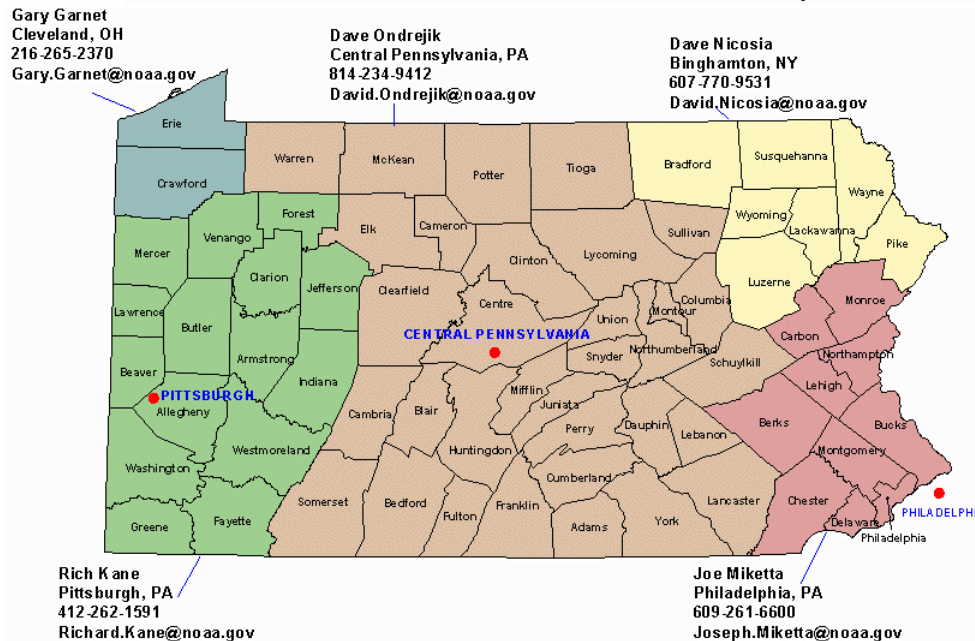 Gary Garnet
Cleveland, OH
216-265-2370
Gary.Garnet@noaa.gov
Dave Ondrejik
Central Pennsylvania, PA
814-234-9412
David.Ondrejik@noaa.gov
Dave Nicosia
Binghamton, NY
607-770-9531
David.Nicosia@noaa.gov
Erie
Crawford
Warren
McKean
Potter
Tioga
Bradford
Susquehanna
Wayne
Wyoming
Lackawanna
Pike
Forest
Venango
Mercer
Elk
Cameron
Sullivan
Clinton
Lycoming
Luzerne
Clarion
Jefferson
Clearfield
Centre
Columbia
Monroe
Lawrence
Butler
Union
Montour
Carbon
CENTRAL PENNSYLVANIA
Northumberland
Snyder
Schuylkill
Northampton
Armstrong
Beaver
Indiana
Lehigh
PITTSBURGH
Allegheny
Cambria
Blair
Mifflin
Juniata
Perry
Dauphin
Lebanon
Berks
Bucks
Westmoreland
Huntingdon
Montgomery
Washington
Cumberland
Somerset
Bedford
Fulton
Franklin
Adams
York
Lancaster
Chester
Delaware
Philadelphia
PHILADELPHI
Greene
Fayette
Rich Kane
Pittsburgh, PA
412-262-1591
Richard.Kane@noaa.gov
Joe Miketta
Philadelphia, PA
609-261-6600
Joseph.Miketta@noaa.gov